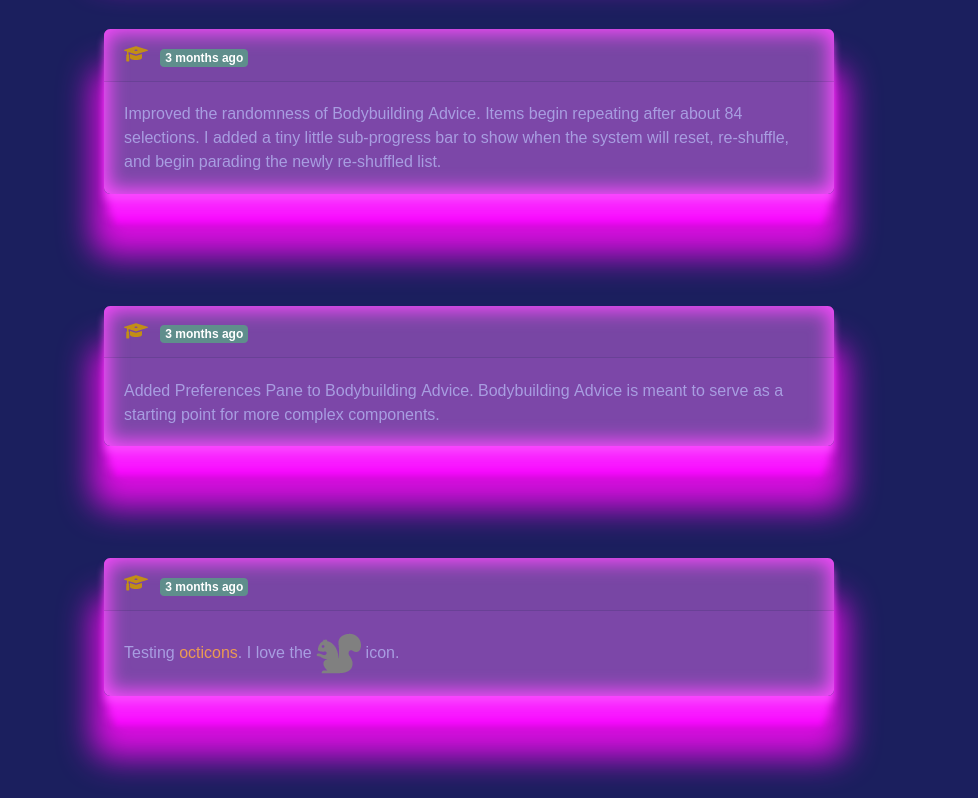 3 months ago
Improved the randomness of Bodybuilding Advice. Items begin repeating after about 84
selections. I added a tiny little sub-progress bar to show when the system will reset, re-shuffle,
and begin parading the newly re-shuffled list.
3 months ago
Added Preferences Pane to Bodybuilding Advice. Bodybuilding Advice is meant to serve as a
starting point for more complex components.
3 months ago
Testing octicons. I love the icon.